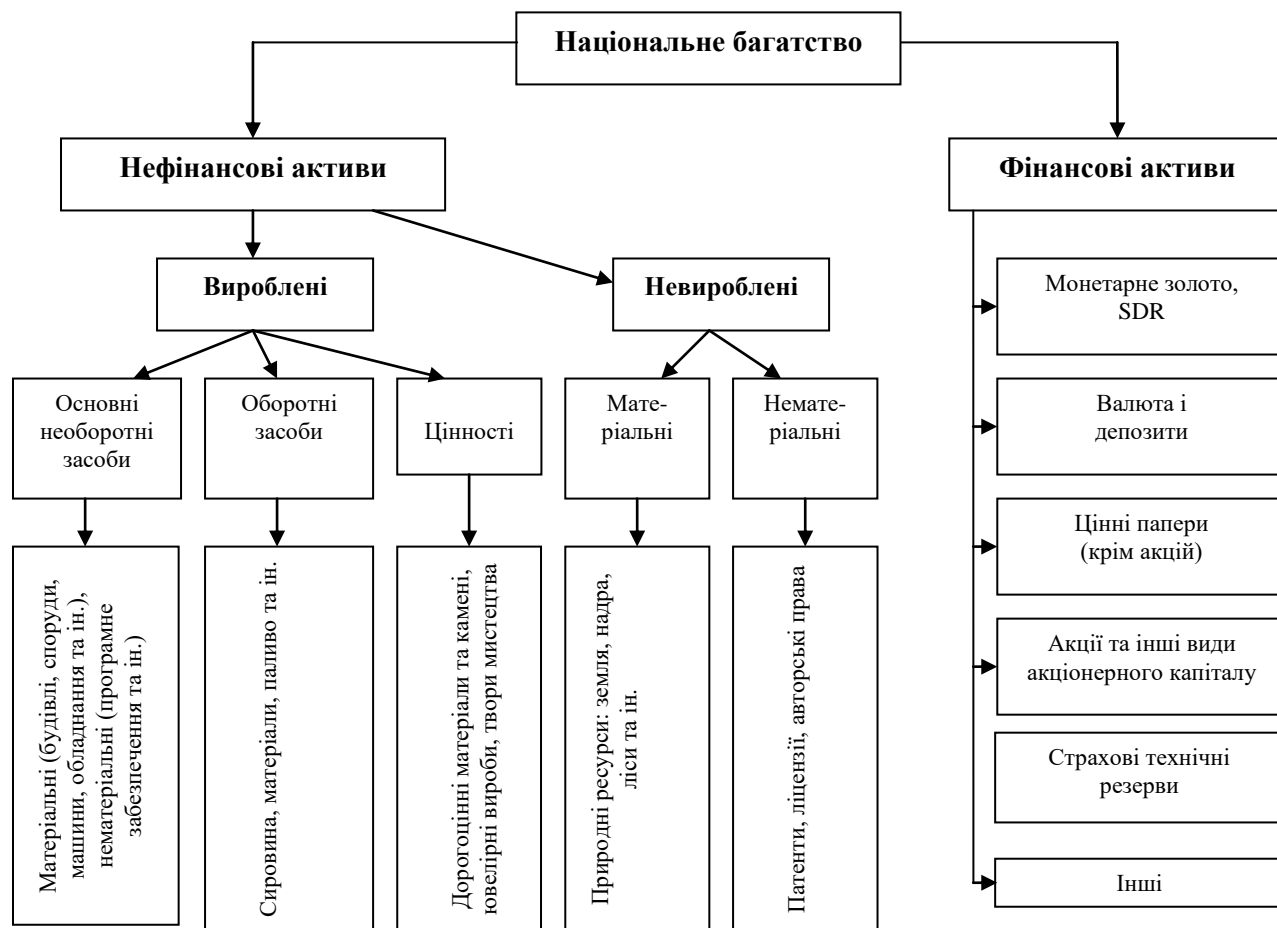 Національне багатство
Нефінансові активи
Фінансові активи
Вироблені
Невироблені
Основні
необоротні
засоби
Оборотні
засоби
Цінності
Мате-
ріальні
Немате-
ріальні
Матеріальні (будівлі, споруди,
машини, обладнання та ін.),
нематеріальні (програмне
забезпечення та ін.)
Сировина, матеріали, паливо та ін.
Дорогоцінні матеріали та камені,
ювелірні вироби, твори мистецтва
Природні ресурси: земля, надра,
ліси та ін.
Патенти, ліцензії, авторські права
Монетарне золото,
SDR
Валюта і
депозити
Цінні папери
(крім акцій)
Акції та інші види
акціонерного капіталу
Страхові технічні
резерви
Інші